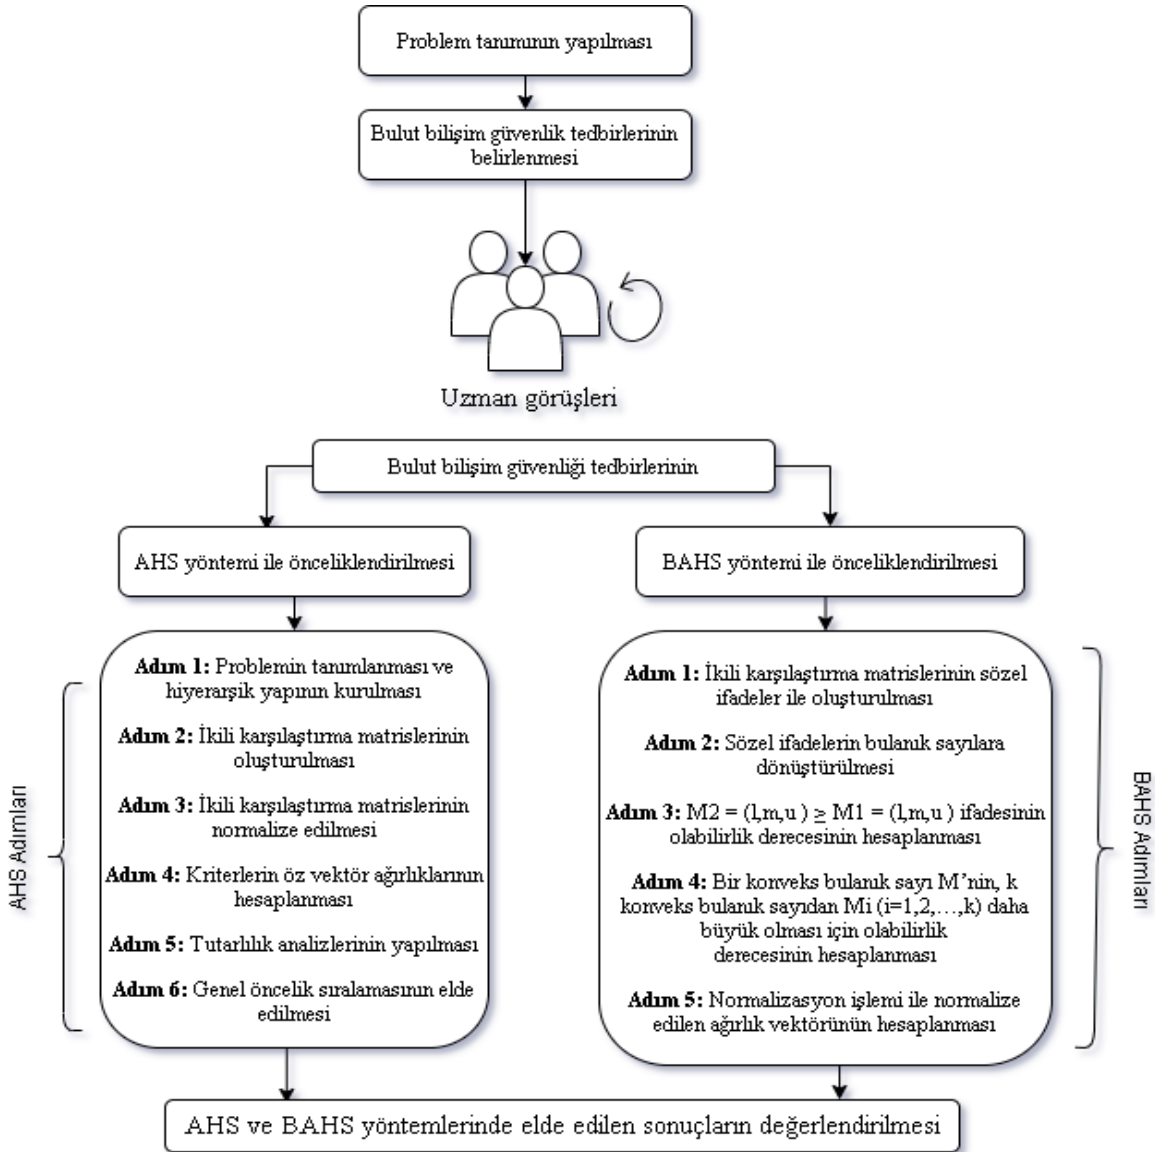 Problem tanımının yapılması
Bulut bilişim güvenlik tedbirlerinin
belirlenmesi
Uzman görüşleri
Bulut bilişim güvenliği tedbirlerinin
AHS yöntemi ile önceliklendirilmesi
BAHS yöntemi ile önceliklendirilmesi
AHS Adımları
Adım 1: Problemin tanımlanması ve
hiyerarşik yapının kurulması
Adım 2: İkili karşılaştırma matrislerinin
oluşturulması
Adım 3: İkili karşılaştırma matrislerinin
normalize edilmesi
Adım 4: Kriterlerin öz vektör ağırlıklarının
hesaplanması
Adım 5: Tutarlılık analizlerinin yapılması
Adım 6: Genel öncelik sıralamasının elde
edilmesi
Adım 1: İkili karşılaştırma matrislerinin sözel
ifadeler ile oluşturulması
Adım 2: Sözel ifadelerin bulanık sayılara
dönüştürülmesi
Adım 3: M2 = (l,m,u ) ≥ M1 = (l,m,u ) ifadesinin
olabilirlik derecesinin hesaplanması
Adım 4: Bir konveks bulanık sayı M’nin, k
konveks bulanık sayıdan Mi (i=1,2,…,k) daha
büyük olması için olabilirlik
derecesinin hesaplanması
Adım 5: Normalizasyon işlemi ile normalize
edilen ağırlık vektörünün hesaplanması
BAHS Adımları
AHS ve BAHS yöntemlerinde elde edilen sonuçların değerlendirilmesi